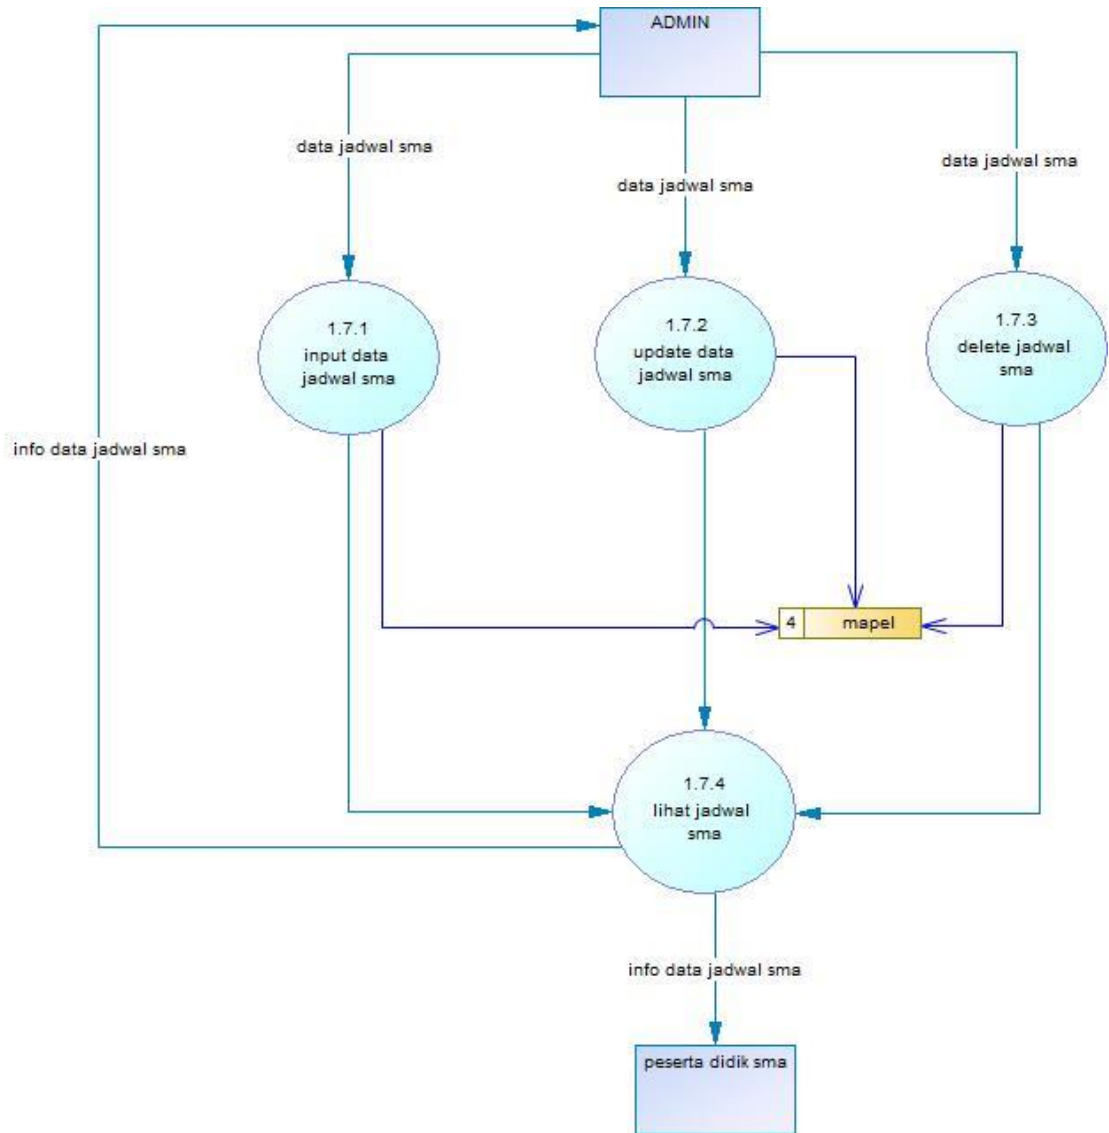 ADMIN
data jadwal sma
data jadwal sma
data jadwal sma
1.7.1
input data
jadwal sma
1.7.2
update data
jadwal sma
1.7.3
delete jadwal
sma
info data jadwal sma
4 mapel
1.7.4
lihat jadwal
sma
info data jadwal sma
peserta didik sma